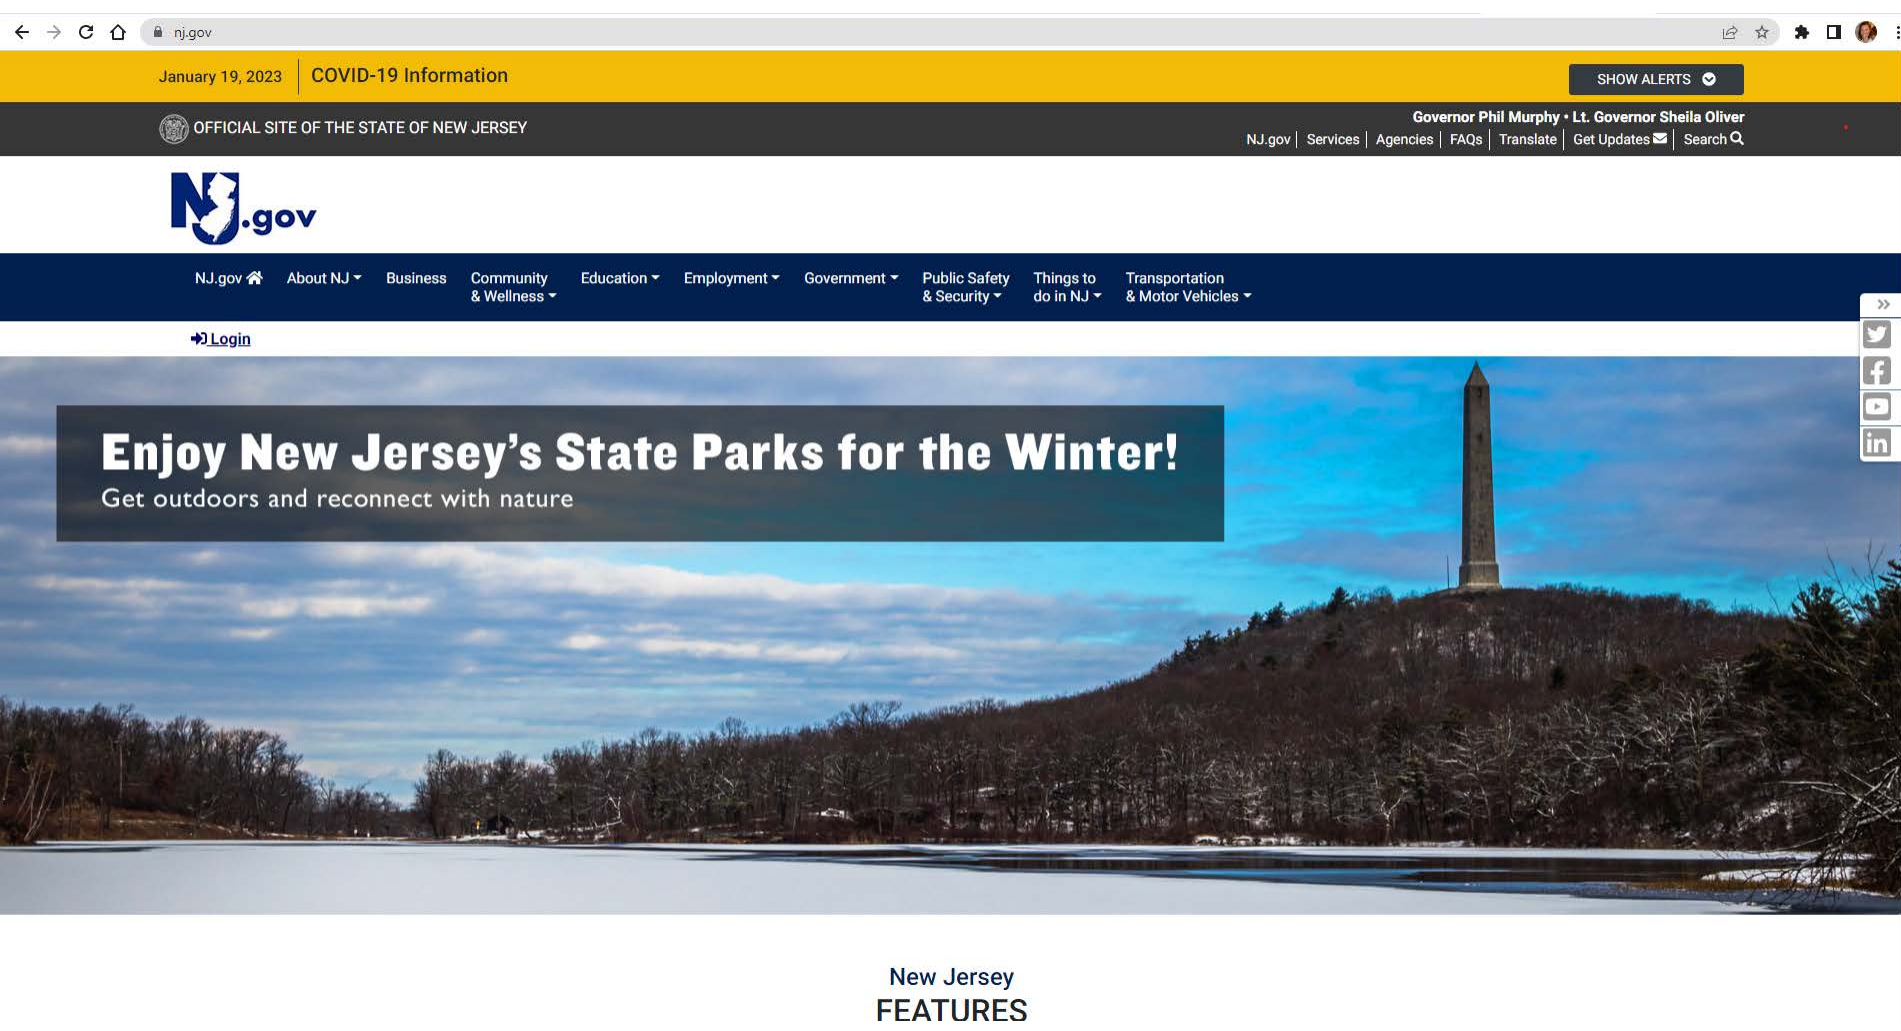 nj.gov
January 19, 2023 COVID-19 Information SHOW ALERTS
OFFICIAL SITE OF THE STATE OF NEW JERSEY
Governor Phil Murphy • Lt. Governor Sheila Oliver
NJ.gov | Services | Agencies | FAQs | Translate | Get Updates | Search
NJ.gov
NJ.gov About NJ Business Community & Wellness Education Employment Government Public Safety & Security Things to do in NJ Transportation & Motor Vehicles
Login
Enjoy New Jersey's State Parks for the Winter!
Get outdoors and reconnect with nature
in
New Jersey
FEATURES